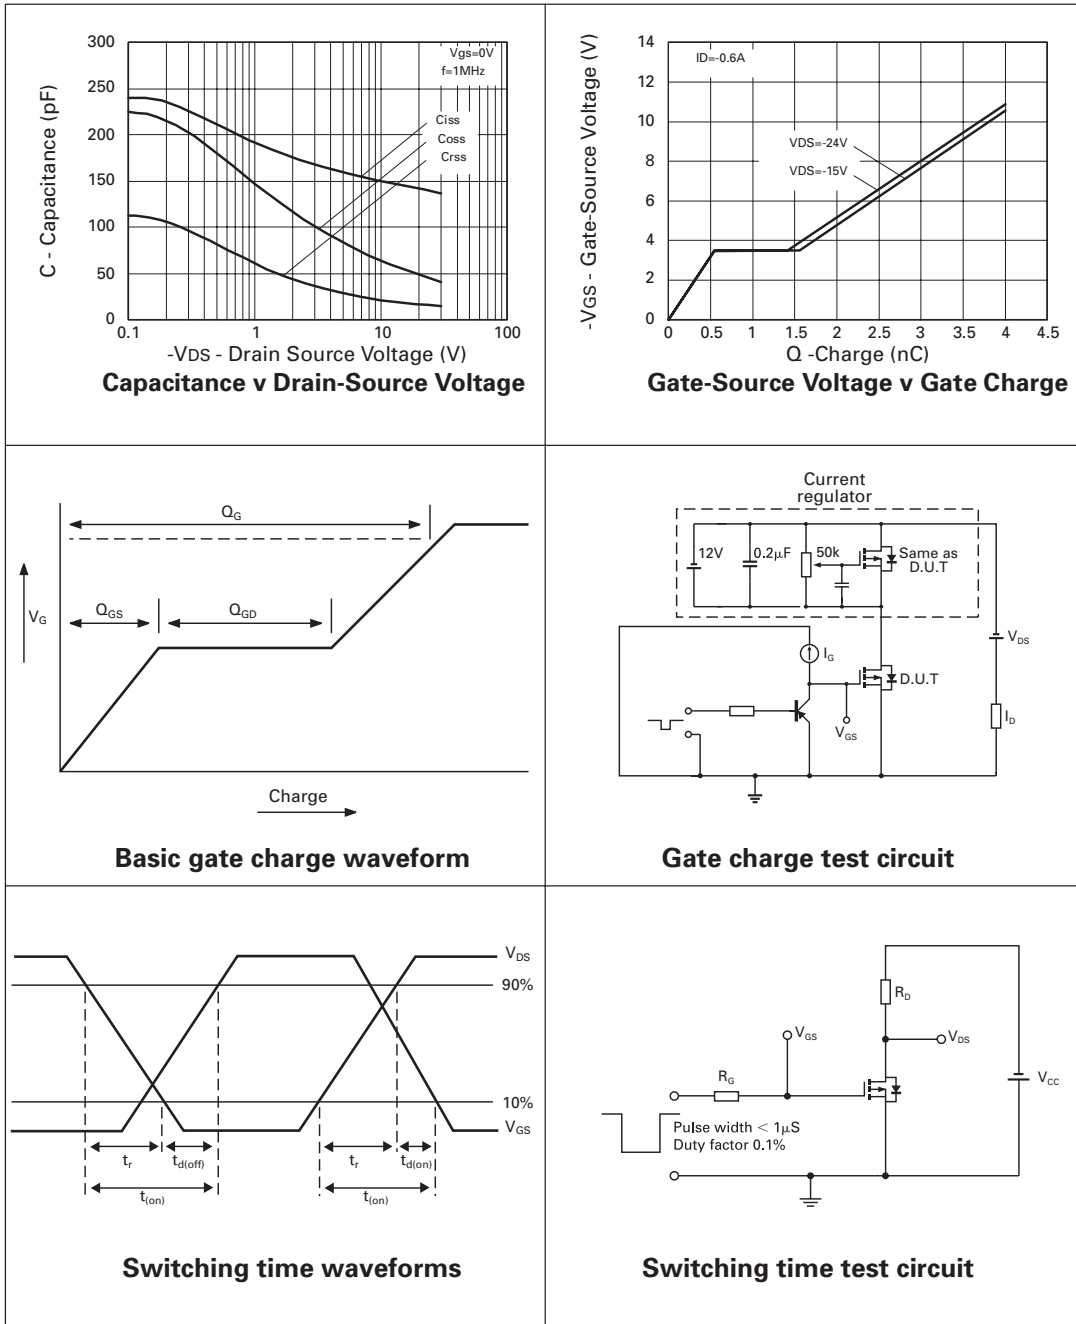 300
250
200
150
100
50
0
C - Capacitance (pF)
Vgs=0V
f=1MHz
Ciss
Coss
Crss
0.1
1
10
100
-VDS - Drain Source Voltage (V)
Capacitance v Drain-Source Voltage
14
12
10
8
6
4
2
0
-VGS - Gate-Source Voltage (V)
ID=-0.6A
VDS=-24V
VDS=-15V
0
0.5
1
1.5
2
2.5
3
3.5
4
4.5
Q -Charge (nC)
Gate-Source Voltage v Gate Charge
QG
VG
QGS
QGD
Charge
Basic gate charge waveform
Current
regulator
12V
0.2µF
50k
Same as
D.U.T
VDS
IG
D.U.T
VGS
ID
Gate charge test circuit
VDS
90%
10%
VGS
tr
td(off)
t(on)
tr
td(on)
t(on)
Switching time waveforms
RD
VGS
VDS
RG
VCC
Pulse width < 1µS
Duty factor 0.1%
Switching time test circuit